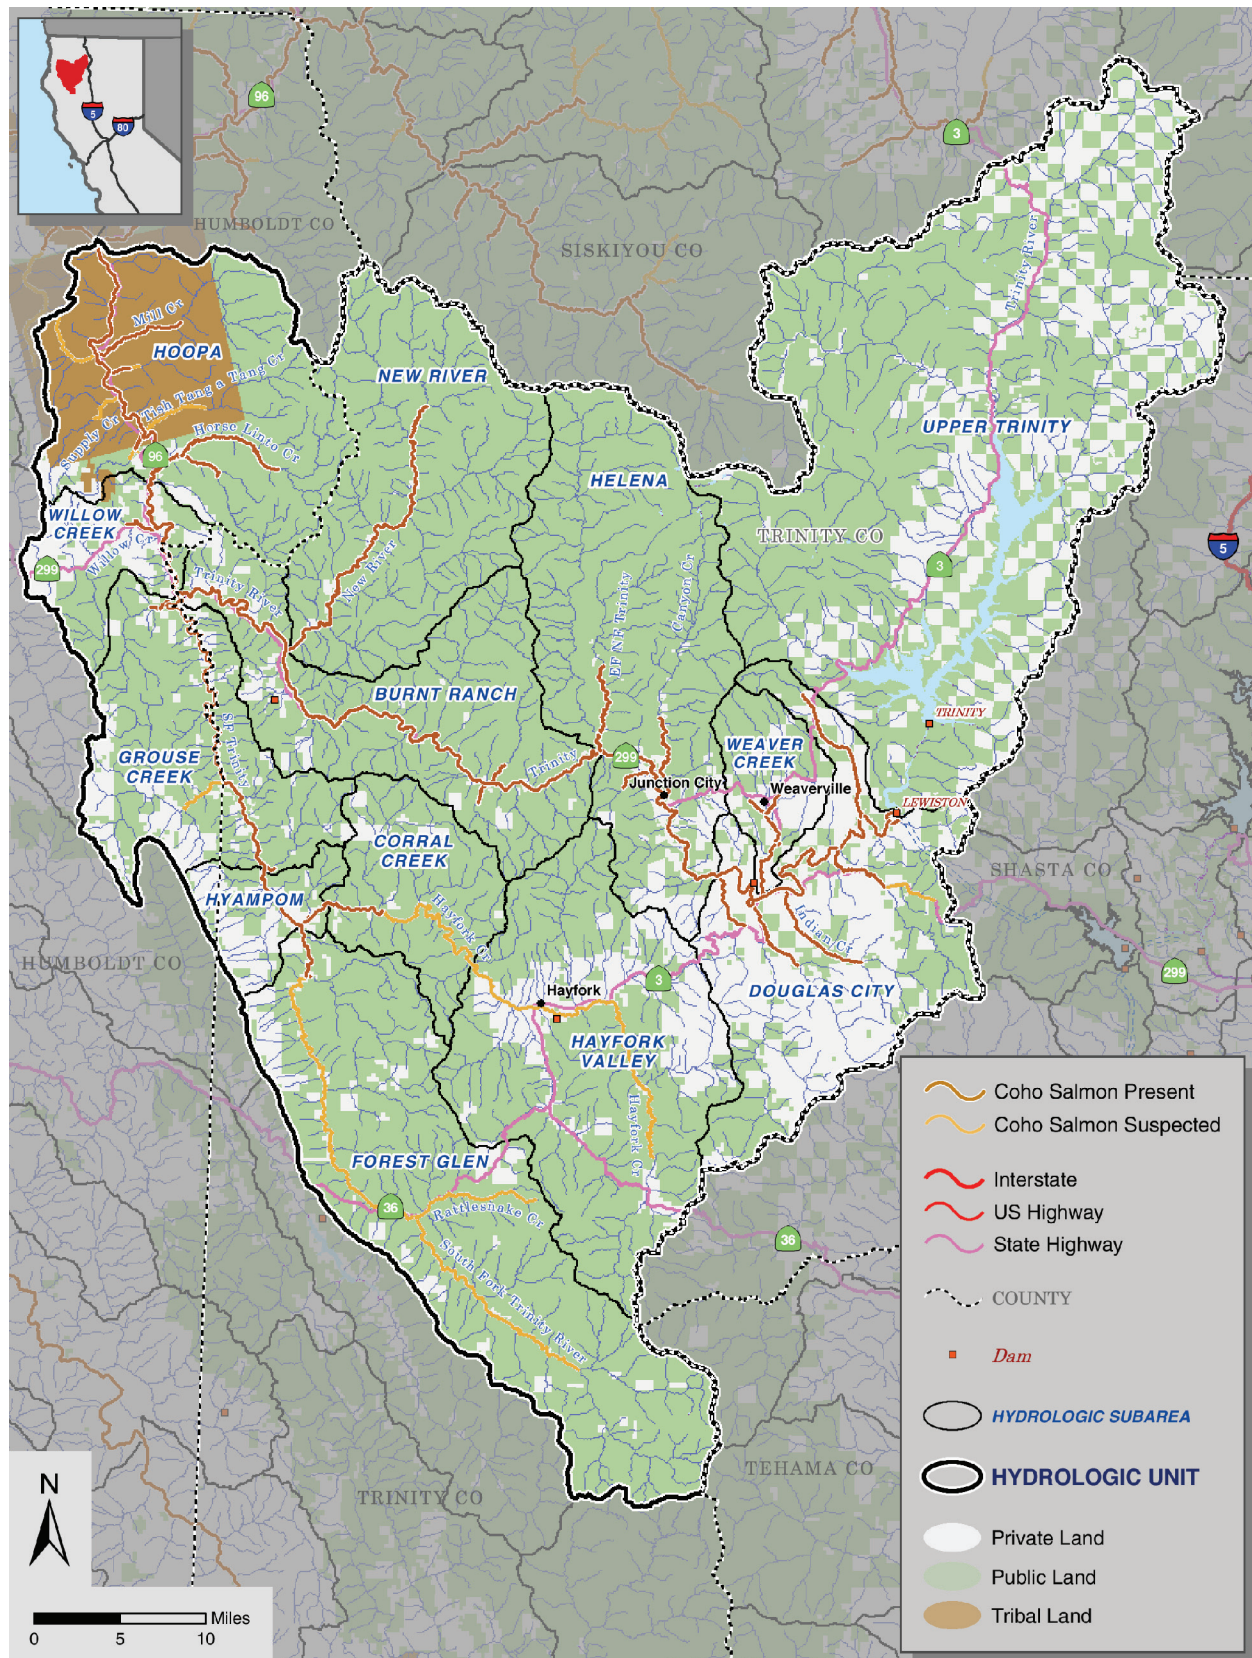 5
80
96
3
HUMBOLDT CO
SISKIYOU CO
Trinity River
Mill Cr
HOOPA
NEW RIVER
Tish Tang a Tang Cr
Supply Cr
Horse Linto Cr
96
UPPER TRINITY
HELENA
WILLOW
CREEK
Willow Cr
299
TRINITY CO
5
3
New River
Trinity River
EF NF Trinity
Canyon Cr
BURNT RANCH
SF Trinity
TRINITY
GROUSE
CREEK
Trinity
299
WEAVER
CREEK
Junction City
Weaverville
LEWISTON
CORRAL
CREEK
SHASTA CO
HYAMPOM
Hayfork Cr
Indian Cr
HUMBOLDT CO
3
299
Hayfork
DOUGLAS CITY
HAYFORK
VALLEY
Hayfork Cr
FOREST GLEN
36
Rattlesnake Cr
36
South Fork Trinity River
TEHAMA CO
TRINITY CO
Coho Salmon Present
Coho Salmon Suspected
Interstate
US Highway
State Highway
COUNTY
Dam
HYDROLOGIC SUBAREA
HYDROLOGIC UNIT
Private Land
Public Land
Tribal Land
N
Miles
0 5 10